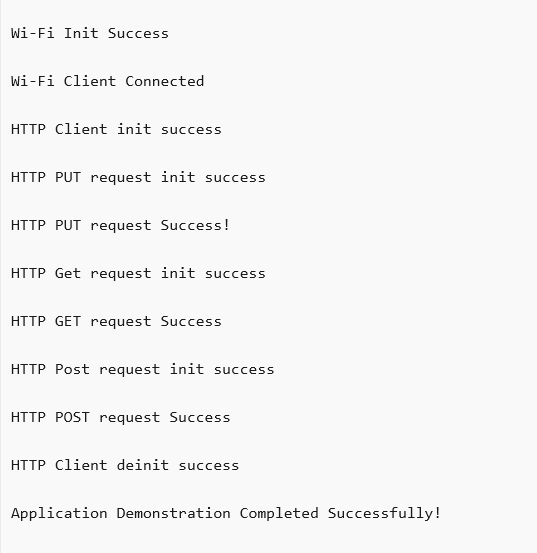 Wi-Fi Init Success
Wi-Fi Client Connected
HTTP Client init success
HTTP PUT request init success
HTTP PUT request Success!
HTTP Get request init success
HTTP GET request Success
HTTP Post request init success
HTTP POST request Success
HTTP Client deinit success
Application Demonstration Completed Successfully!